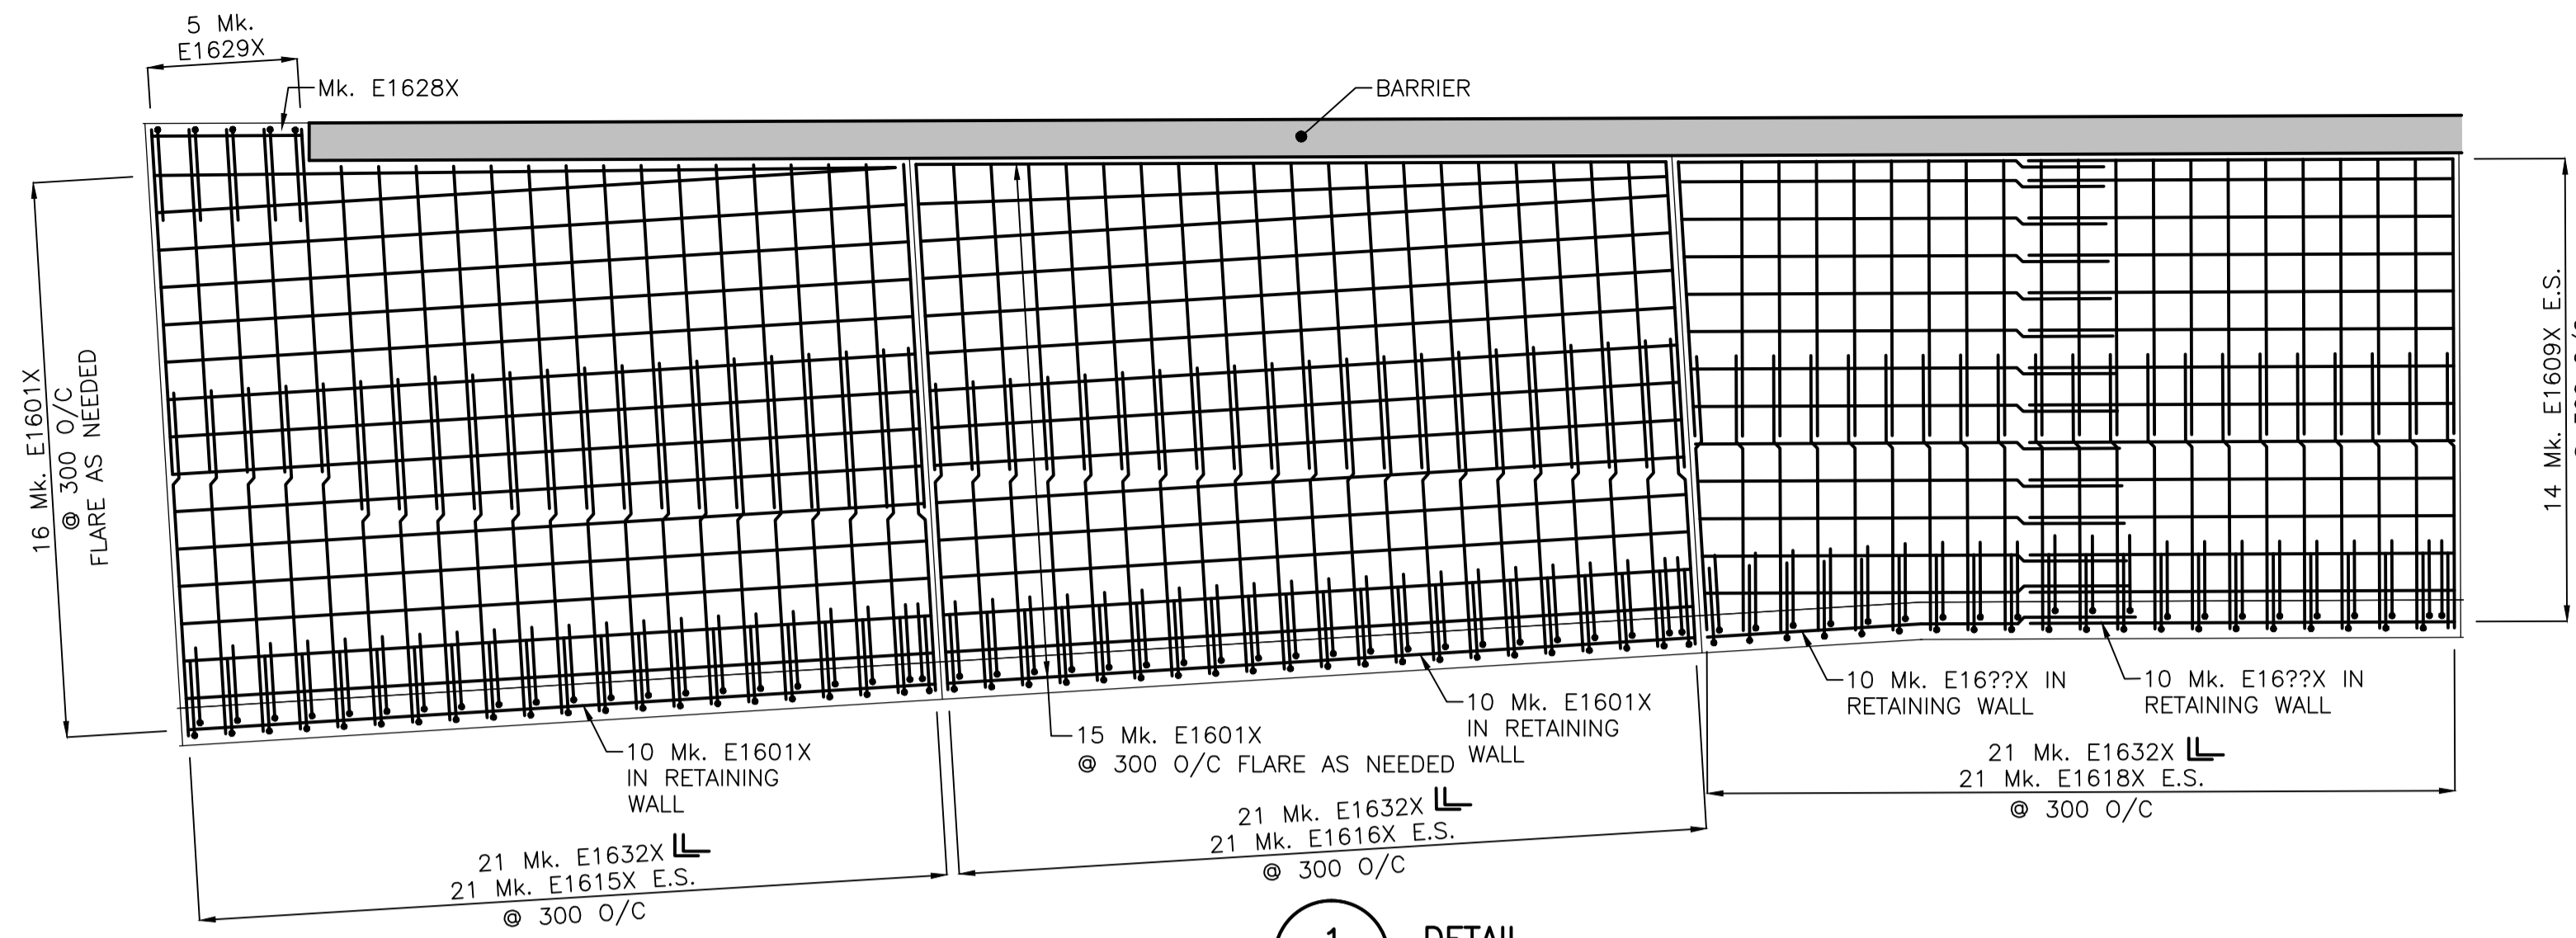 5 Mk.
E1629X
Mk. E1628X
BARRIER
16 Mk. E1601X
@ 300 O/C
FLARE AS NEEDED
14 Mk. E1609X E.S.
10 Mk. E1601X
IN RETAINING
WALL
15 Mk. E1601X
@ 300 O/C FLARE AS NEEDED
10 Mk. E1601X
IN RETAINING
WALL
10 Mk. E16??X IN
RETAINING WALL
10 Mk. E16??X IN
RETAINING WALL
21 Mk. E1632X
21 Mk. E1615X E.S.
@ 300 O/C
21 Mk. E1632X
21 Mk. E1616X E.S.
@ 300 O/C
21 Mk. E1632X
21 Mk. E1618X E.S.
@ 300 O/C
1
DETAIL